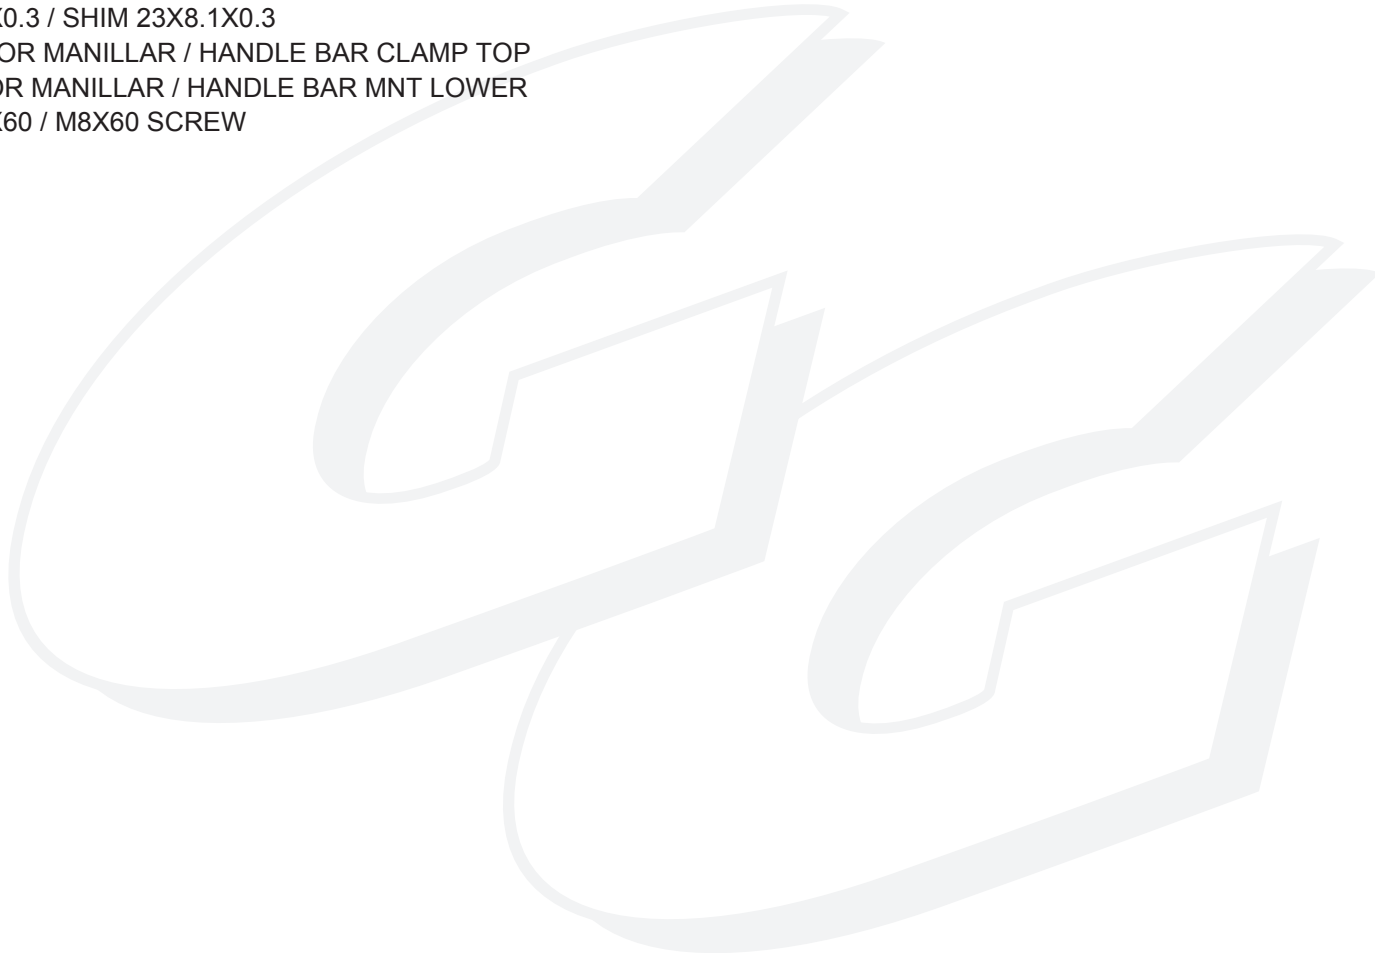 X0.3 / SHIM 23X8.1X0.3
OR MANILLAR / HANDLE BAR CLAMP TOP
OR MANILLAR / HANDLE BAR MNT LOWER
X60 / M8X60 SCREW